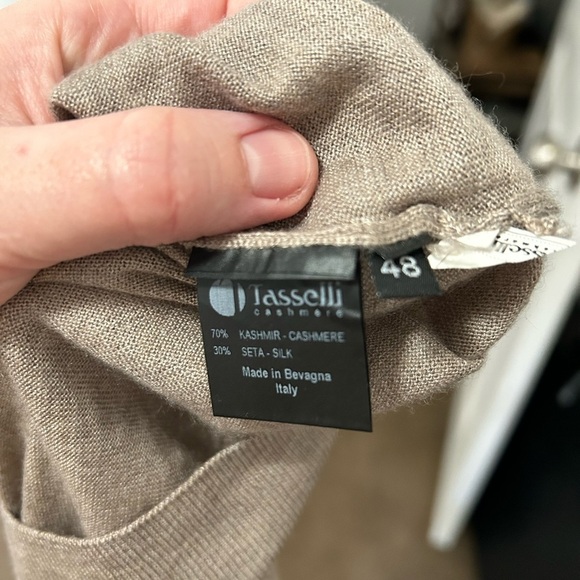 Tasselli
cashmere
70% KASHMIR - CASHMERE
30% SETA - SILK
Made in Bevagna
Italy
48